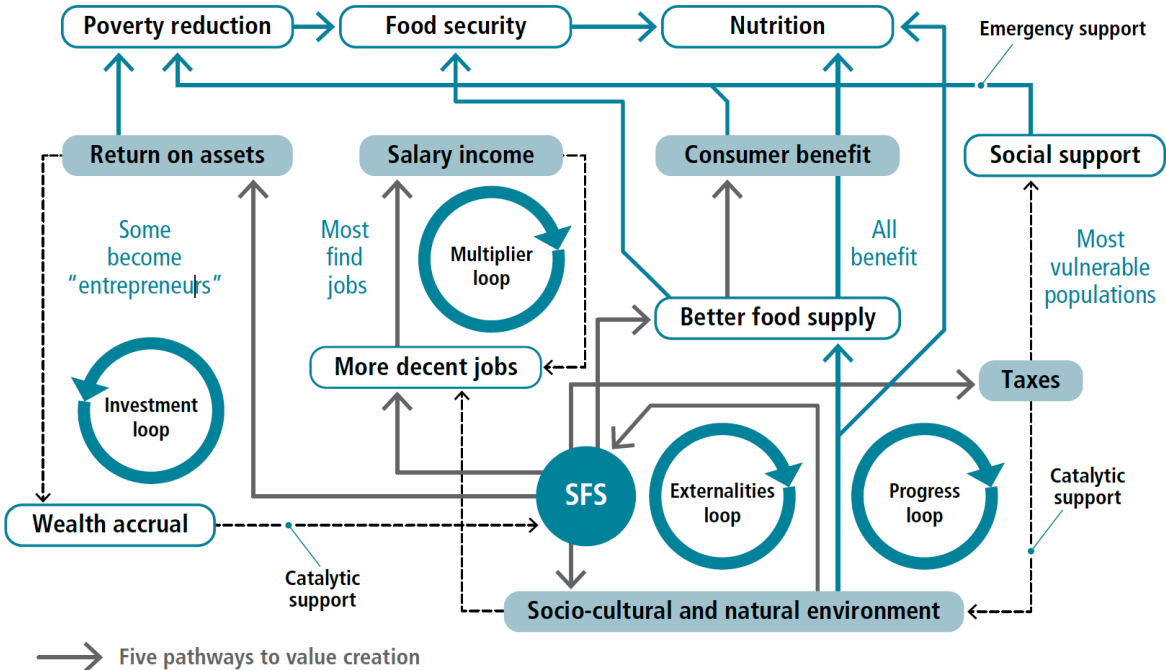 Poverty reduction
Food security
Nutrition
Emergency support
Return on assets
Salary income
Consumer benefit
Social support
Some
become
“entrepreneurs”
Most
find
jobs
Multiplier
loop
All
benefit
Most
vulnerable
populations
Better food supply
More decent jobs
Taxes
Investment
loop
SFS
Externalities
loop
Progress
loop
Catalytic
support
Wealth accrual
Catalytic
support
Socio-cultural and natural environment
Five pathways to value creation